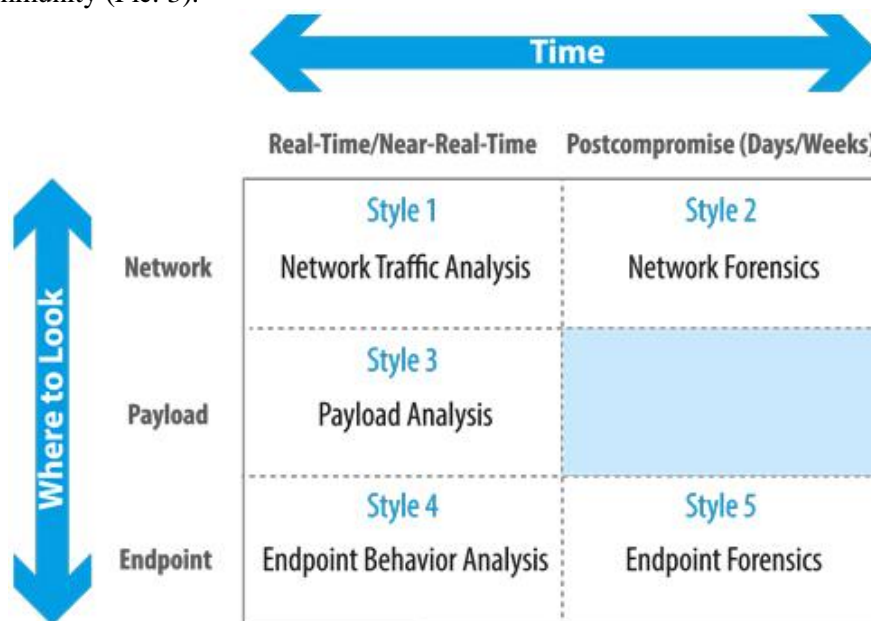 Time
Real-Time/Near-Real-Time Postcompromise (Days/Weeks)
Where to Look
Style 1 Style 2
Network Network Traffic Analysis Network Forensics
Style 3
Payload Payload Analysis
Style 4 Style 5
Endpoint Endpoint Behavior Analysis Endpoint Forensics